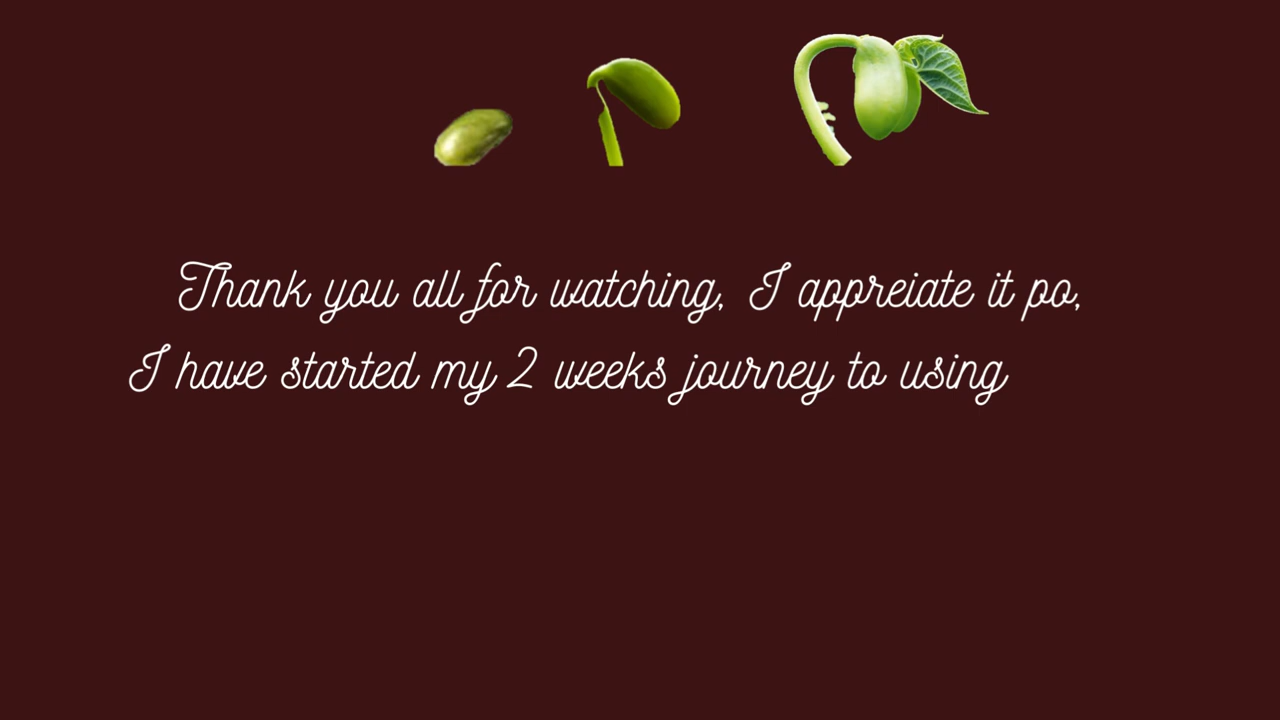 Thank you all for watching, I appreiate it po,
I have started my 2 weeks journey to using